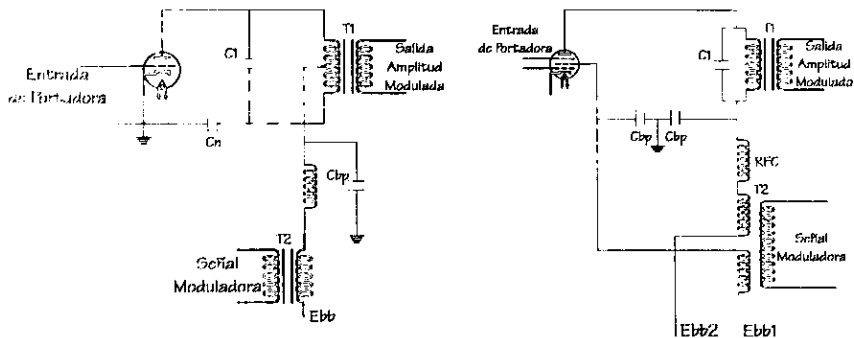 T1
C1
Salida
Amplitud
Modulada
Entrada
de Portadora
Cn
Cbp
T2
Señal
Moduladora
Ebb
Entrada
de Portadora
C1
Salida
Amplitud
Modulada
Cbp
Cbp
RFC
T2
Señal
Moduladora
Ebb2
Ebb1